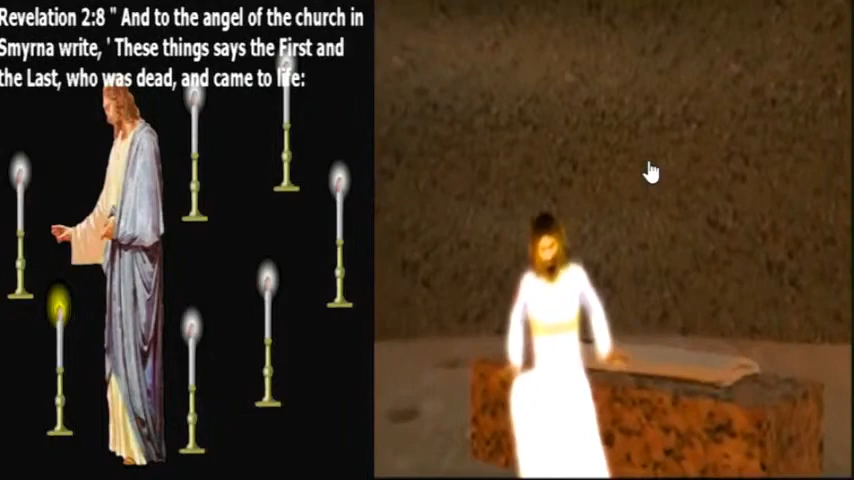 Revelation 2:8 " And to the angel of the church in
Smyrna write, ' These things says the First and
the Last, who was dead, and came to life: